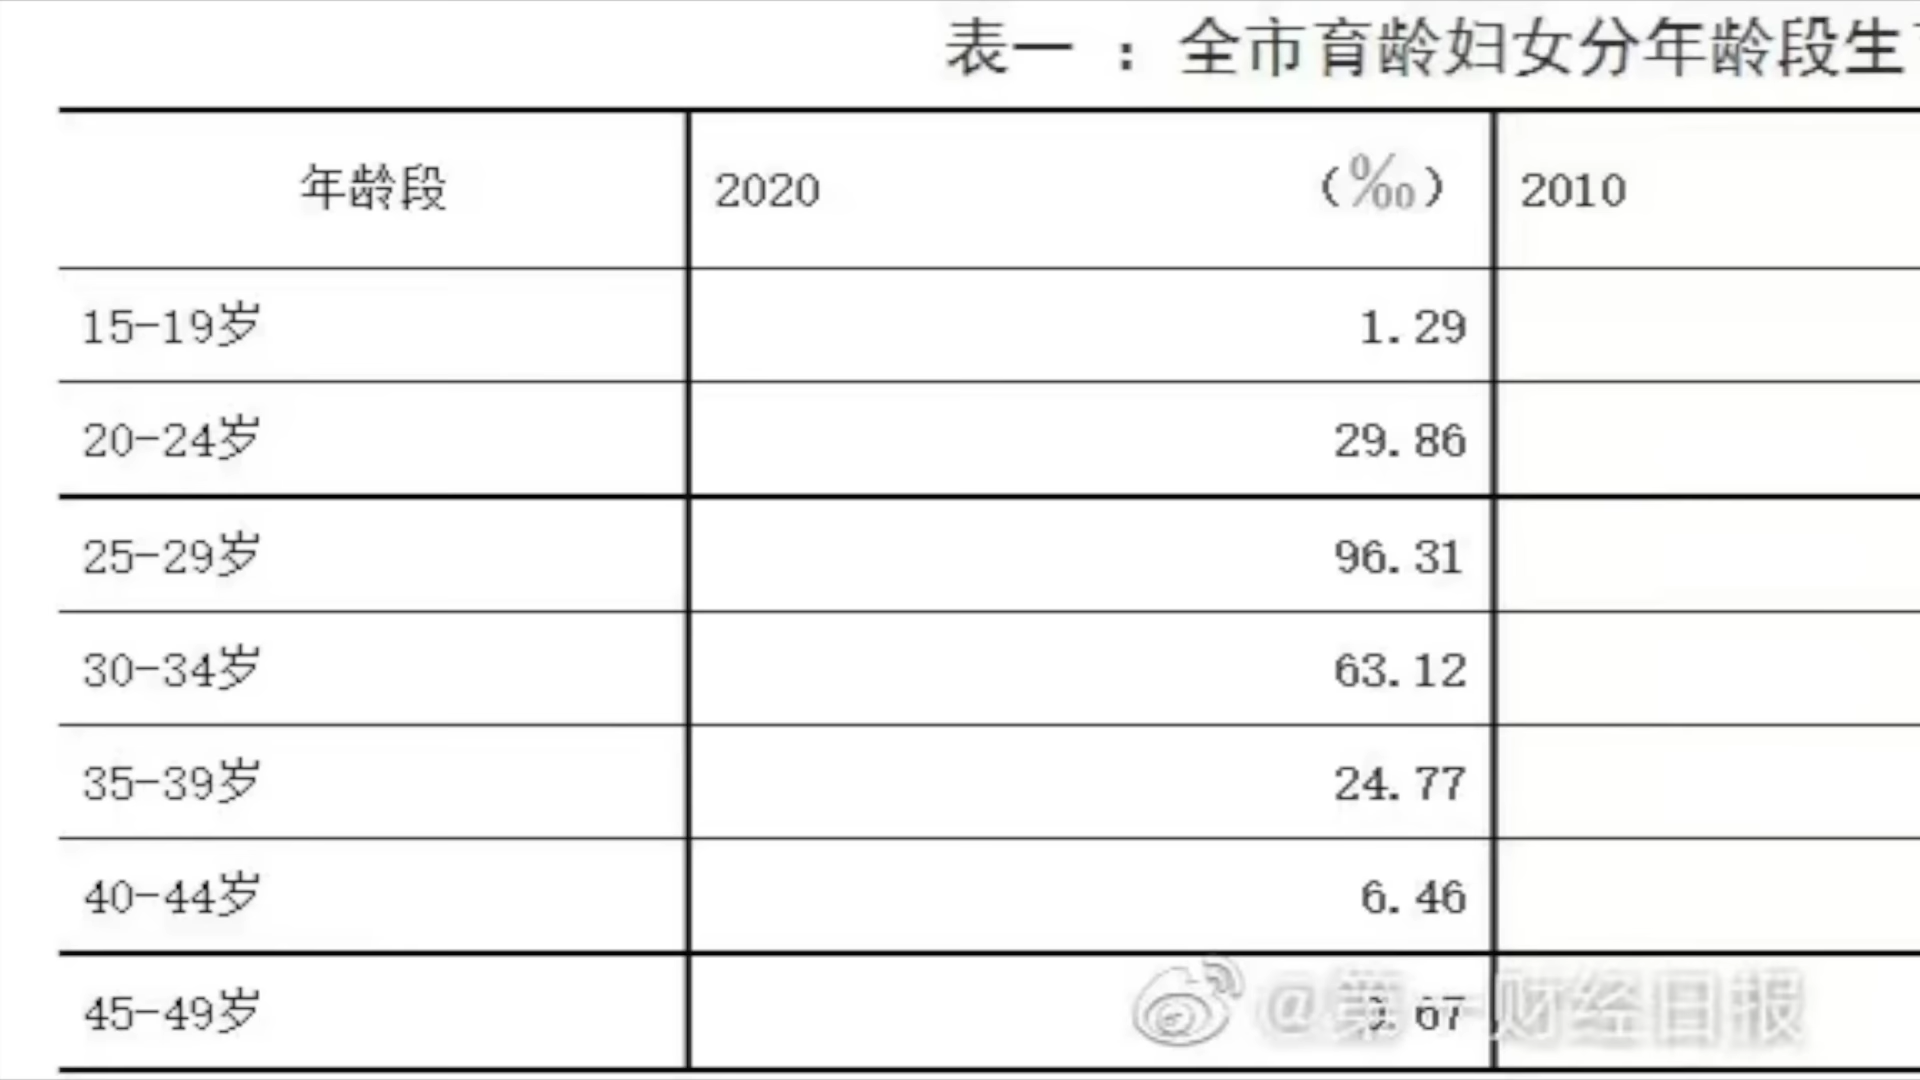 表一 ：全市育龄妇女分年龄段生
年龄段 2020 （‰） 2010
15-19岁 1.29
20-24岁 29.86
25-29岁 96.31
30-34岁 63.12
35-39岁 24.77
40-44岁 6.46
45-49岁 .67
@第一财经日报